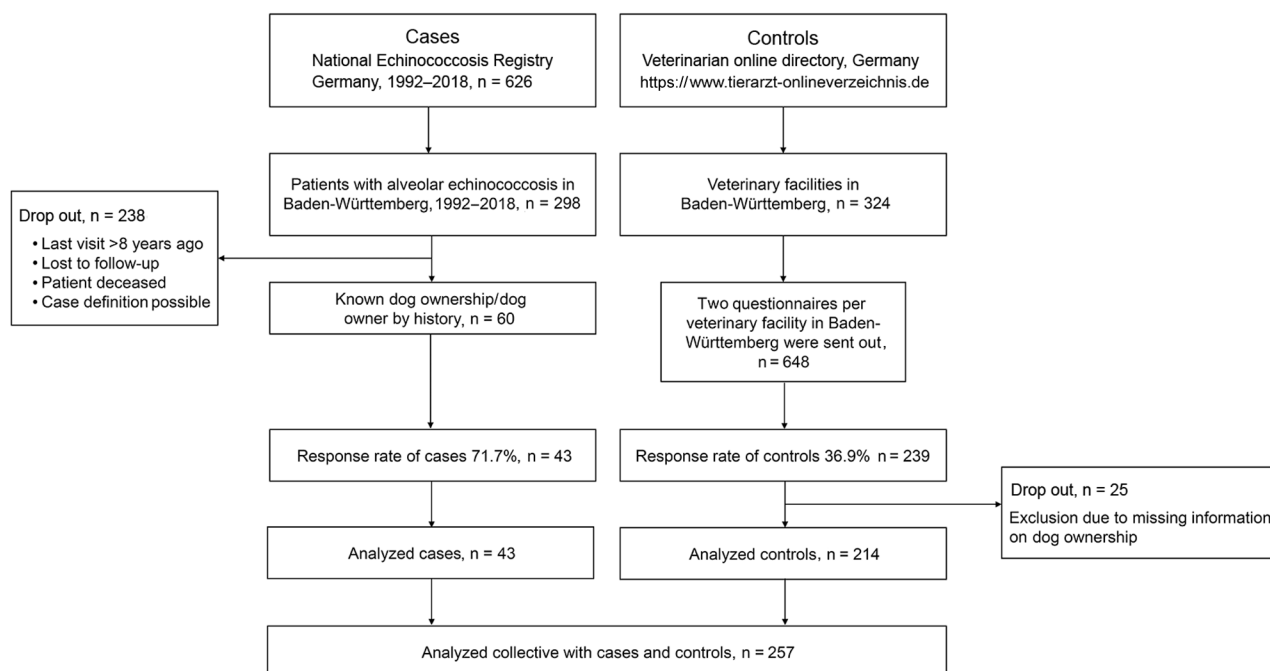 Cases
National Echinococcosis Registry
Germany, 1992–2018, n = 626
Controls
Veterinarian online directory, Germany
https://www.tierarzt-onlineverzeichnis.de
Patients with alveolar echinococcosis in
Baden-Württemberg, 1992–2018, n = 298
Veterinary facilities in
Baden-Württemberg, n = 324
Drop out, n = 238
• Last visit >8 years ago
• Lost to follow-up
• Patient deceased
• Case definition possible
Known dog ownership/dog
owner by history, n = 60
Two questionnaires per
veterinary facility in Baden-
Württemberg were sent out,
n = 648
Response rate of cases 71.7%, n = 43
Response rate of controls 36.9% n = 239
Drop out, n = 25
Exclusion due to missing information
on dog ownership
Analyzed cases, n = 43
Analyzed controls, n = 214
Analyzed collective with cases and controls, n = 257